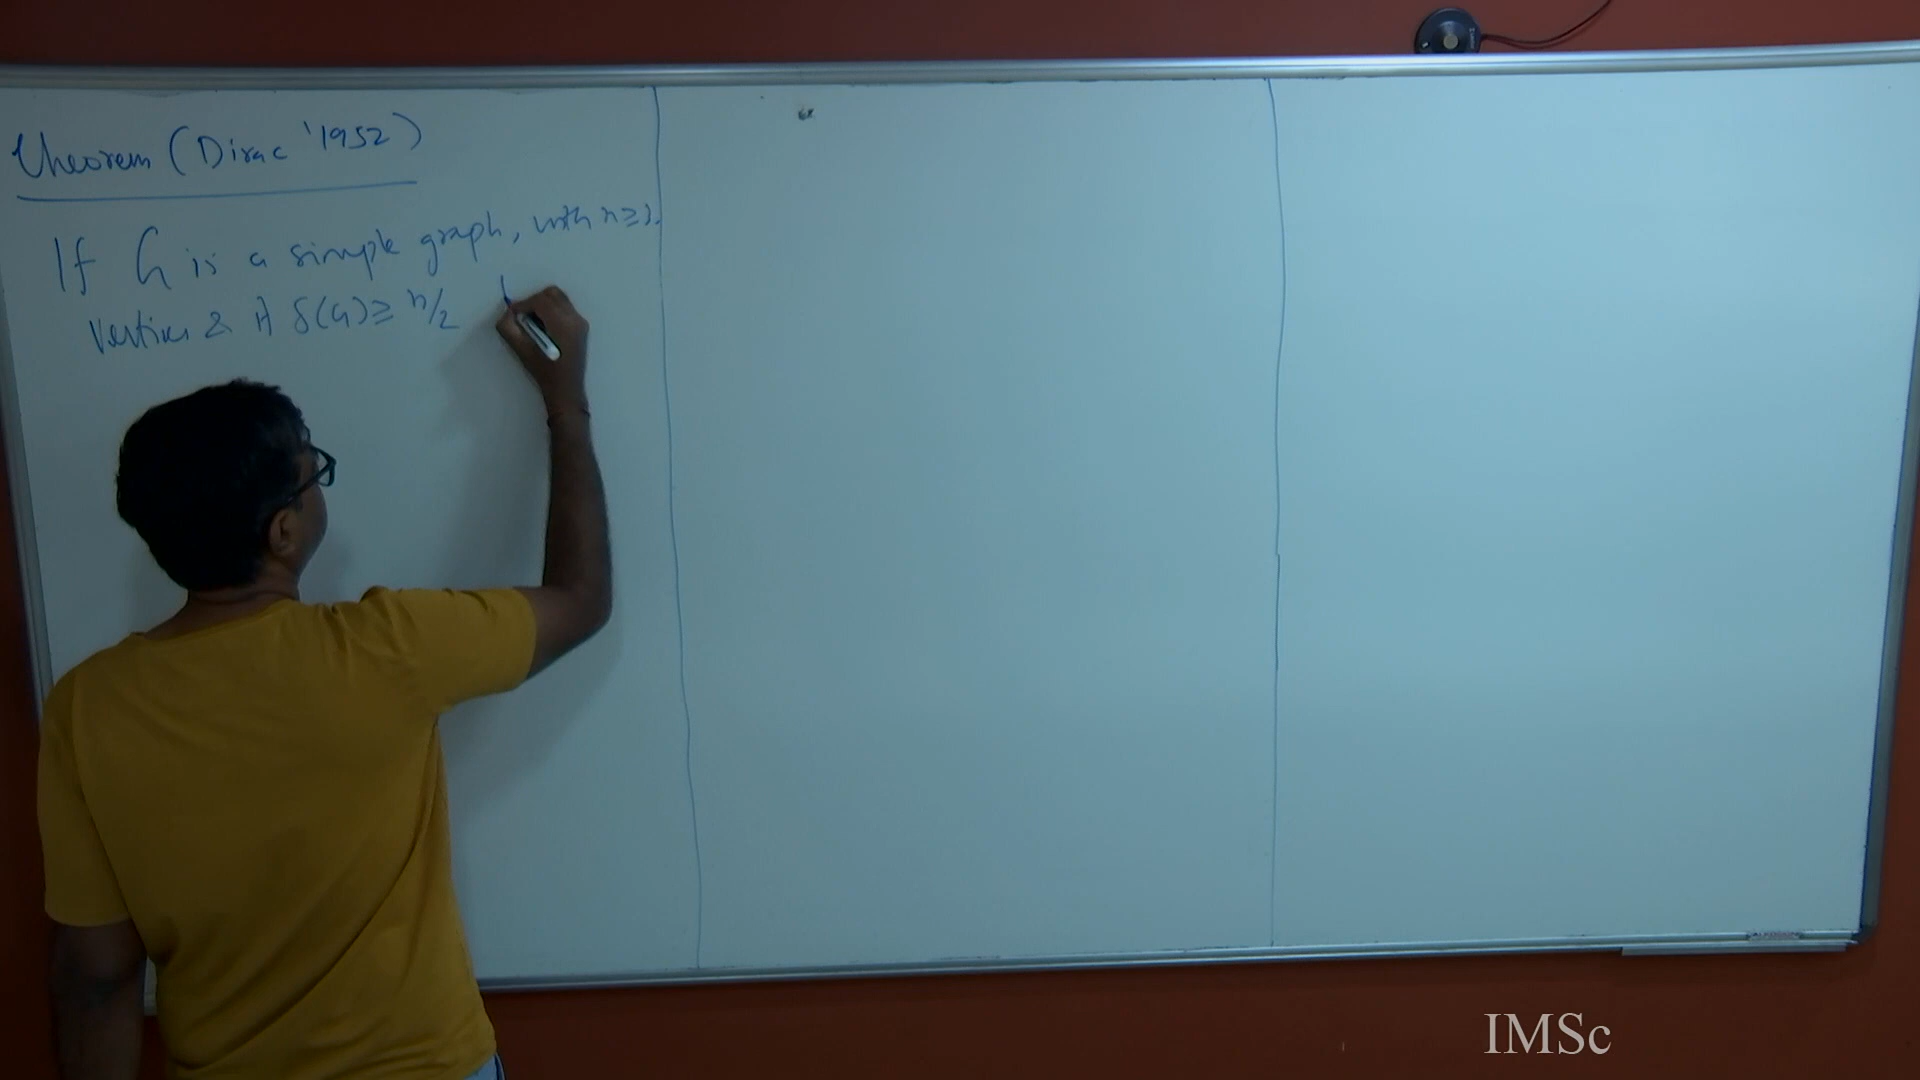 Theorem (Dirac '1952)
If G is a simple graph, with n≥3
vertices & if δ(G) ≥ n/2
IMSc